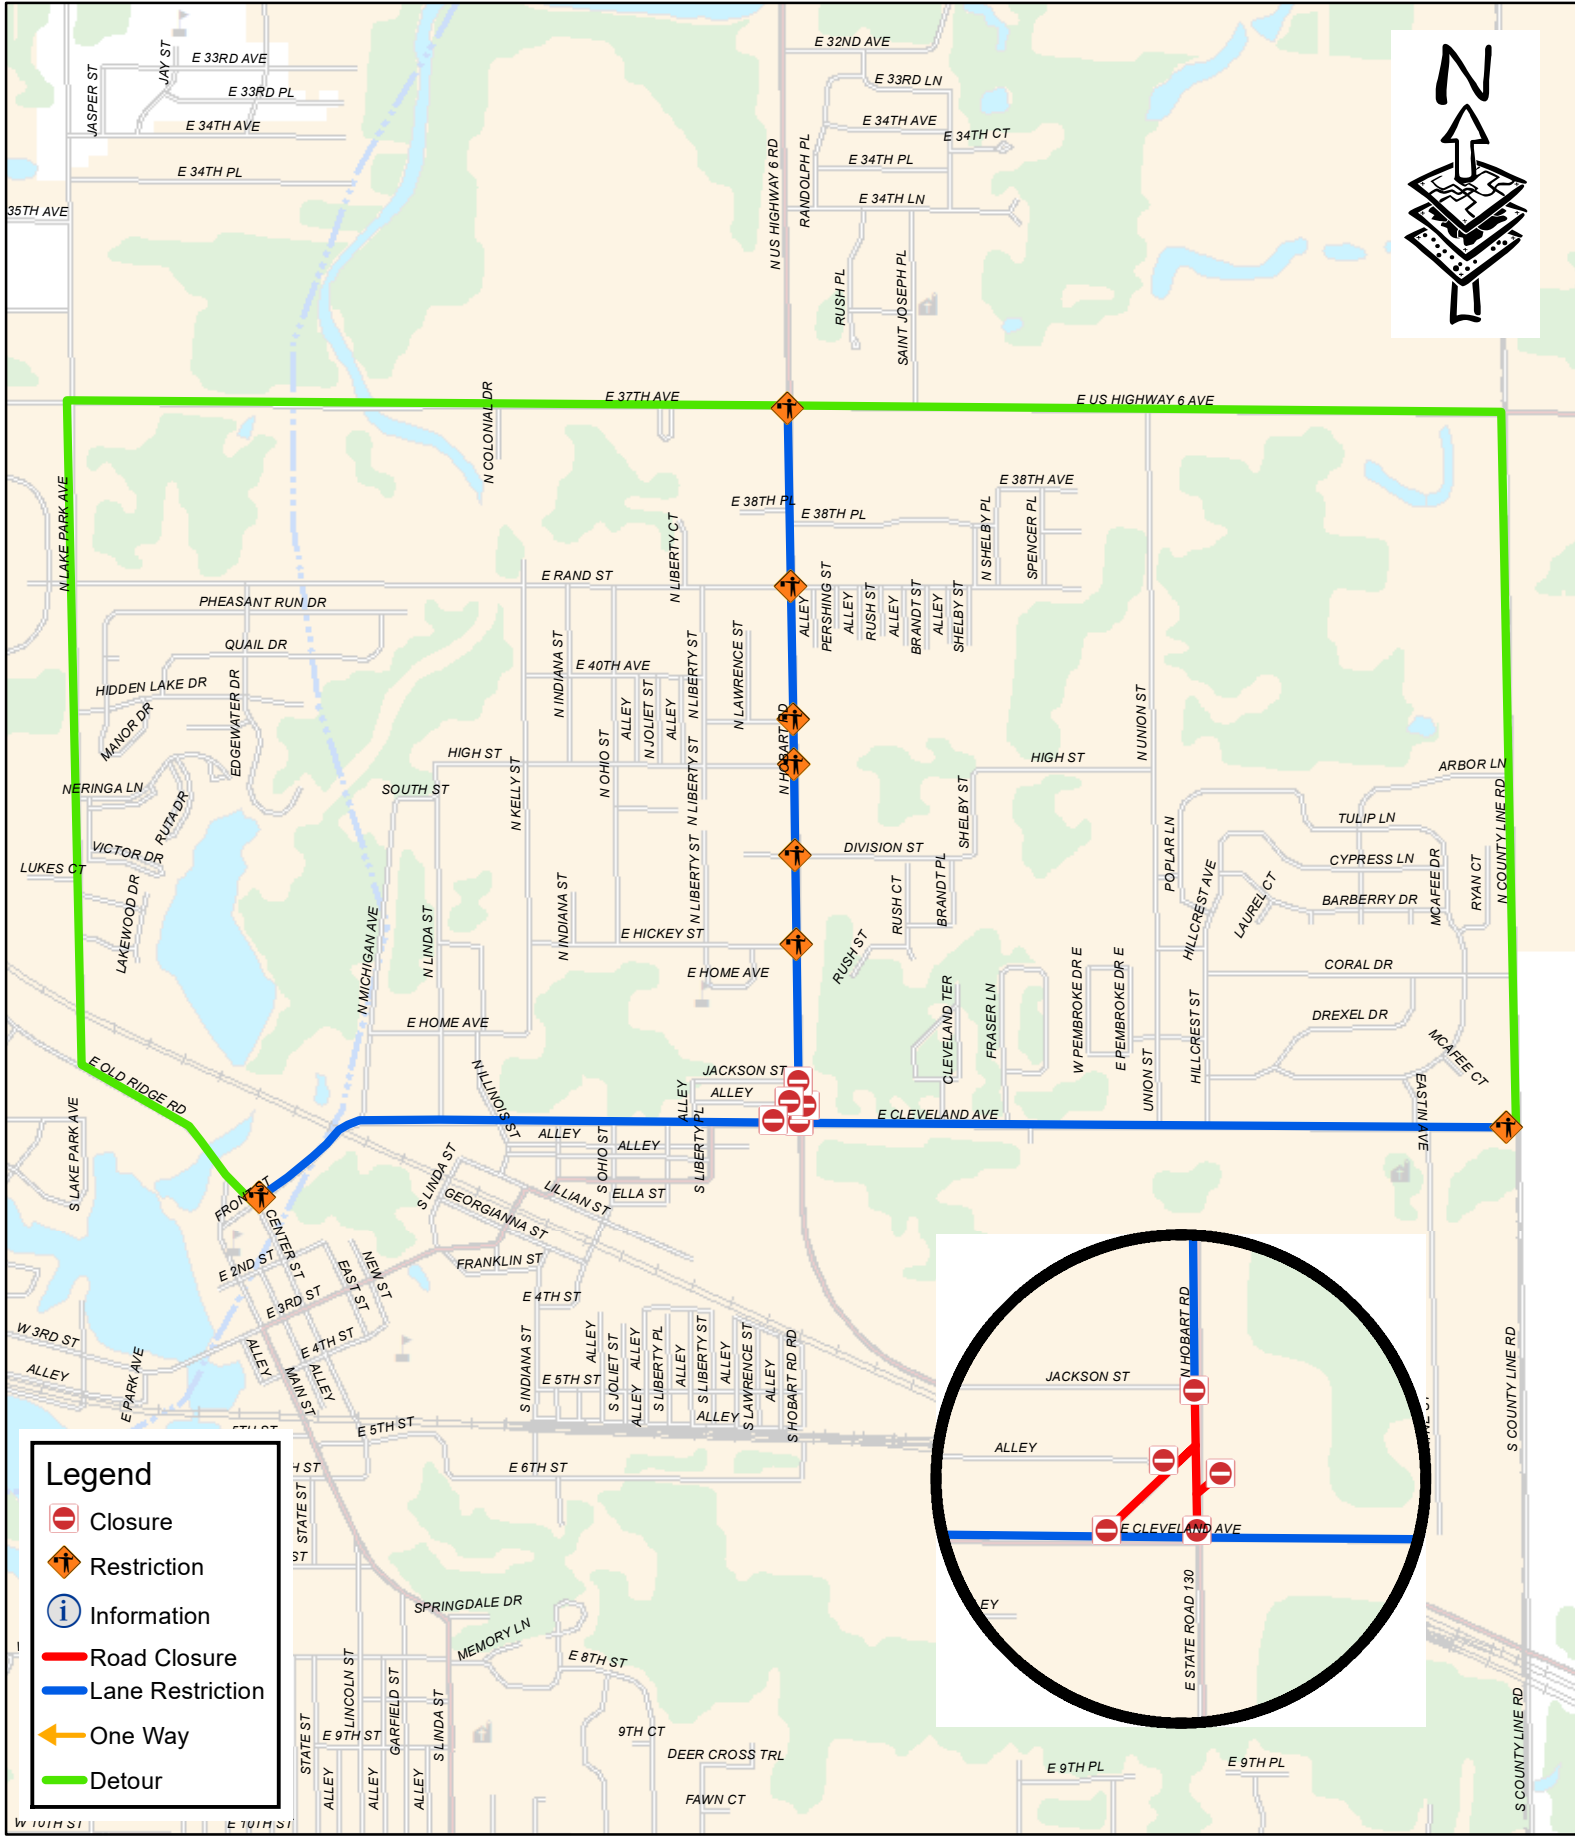 E 32ND AVE
E 33RD AVE
JAY ST
JASPER ST
E 33RD PL
E 33RD LN
E 34TH AVE
E 34TH AVE
E 34TH CT
E 34TH PL
E 34TH PL
35TH AVE
E 34TH LN
N US HIGHWAY 6 RD
RANDOLPH PL
RUSH PL
SAINT JOSEPH PL
N
E 37TH AVE
E US HIGHWAY 6 AVE
N COLONIAL DR
N LAKE PARK AVE
E 38TH PL
E 38TH PL
E 38TH AVE
N SHELBY PL
SPENCER PL
N LIBERTY CT
E RAND ST
PHEASANT RUN DR
QUAIL DR
HIDDEN LAKE DR
MANOR DR
EDGEWATER DR
NERINGA LN
RUTA DR
VICTOR DR
LUKES CT
LAKEWOOD DR
ALLEY
PERSHING ST
ALLEY
RUSH ST
ALLEY
BRANDT ST
ALLEY
SHELBY ST
N INDIANA ST
E 40TH AVE
ALLEY
N JOLIET ST
ALLEY
N LIBERTY ST
N LAWRENCE ST
N HOBART RD
N UNION ST
HIGH ST
HIGH ST
SOUTH ST
N KELLY ST
N OHIO ST
N LIBERTY ST
SHELBY ST
ARBOR LN
N COUNTY LINE RD
TULIP LN
DIVISION ST
CYPRESS LN
POPLAR LN
HILLCREST AVE
LAUREL CT
BARBERRY DR
MCAFEE DR
RYAN CT
N LIBERTY ST
RUSH CT
BRANDT PL
N INDIANA ST
E HICKEY ST
E HOME AVE
RUSH ST
N MICHIGAN AVE
N LINDA ST
E HOME AVE
CLEVELAND TER
FRASER LN
W PEMBROKE DR E
E PEMBROKE DR E
CORAL DR
DREXEL DR
MCAFEE CT
UNION ST
HILLCREST ST
EASTIN AVE
E OLD RIDGE RD
S LAKE PARK AVE
N ILLINOIS ST
JACKSON ST
ALLEY
ALLEY
E CLEVELAND AVE
ALLEY
ALLEY
S LINDA ST
S OHIO ST
S LIBERTY PL
LILLIAN ST
ELLA ST
GEORGIANNA ST
FRONT ST
CENTER ST
E 2ND ST
EAST ST
NEW ST
FRANKLIN ST
E 3RD ST
E 4TH ST
W 3RD ST
ALLEY
E PARK AVE
ALLEY
E 4TH ST
MAIN ST
ALLEY
S INDIANA ST
ALLEY
S JOLIET ST
ALLEY
S LIBERTY PL
ALLEY
S LIBERTY ST
ALLEY
S LAWRENCE ST
ALLEY
S HOBART RD RD
E 5TH ST
ALLEY
ALLEY
E 5TH ST
E 6TH ST
STATE ST
S COUNTY LINE RD
N HOBART RD
JACKSON ST
ALLEY
E CLEVELAND AVE
E STATE ROAD 130
Legend
Closure
Restriction
Information
Road Closure
Lane Restriction
One Way
Detour
SPRINGDALE DR
MEMORY LN
E 8TH ST
LINCOLN ST
GARFIELD ST
S LINDA ST
STATE ST
E 9TH ST
ALLEY
ALLEY
ALLEY
9TH CT
DEER CROSS TRL
FAWN CT
E 9TH PL
E 9TH PL
S COUNTY LINE RD
W 10TH ST
E 10TH ST